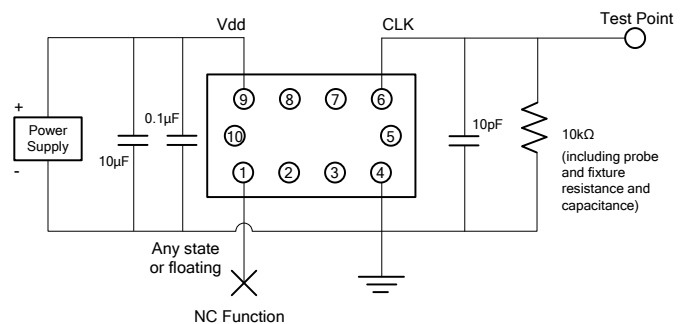 Vdd
CLK
Test Point
+
Power
Supply
-
10µF
0.1µF
9
8
7
6
10
5
1
2
3
4
10pF
10kΩ
(including probe
and fixture
resistance and
capacitance)
Any state
or floating
NC Function